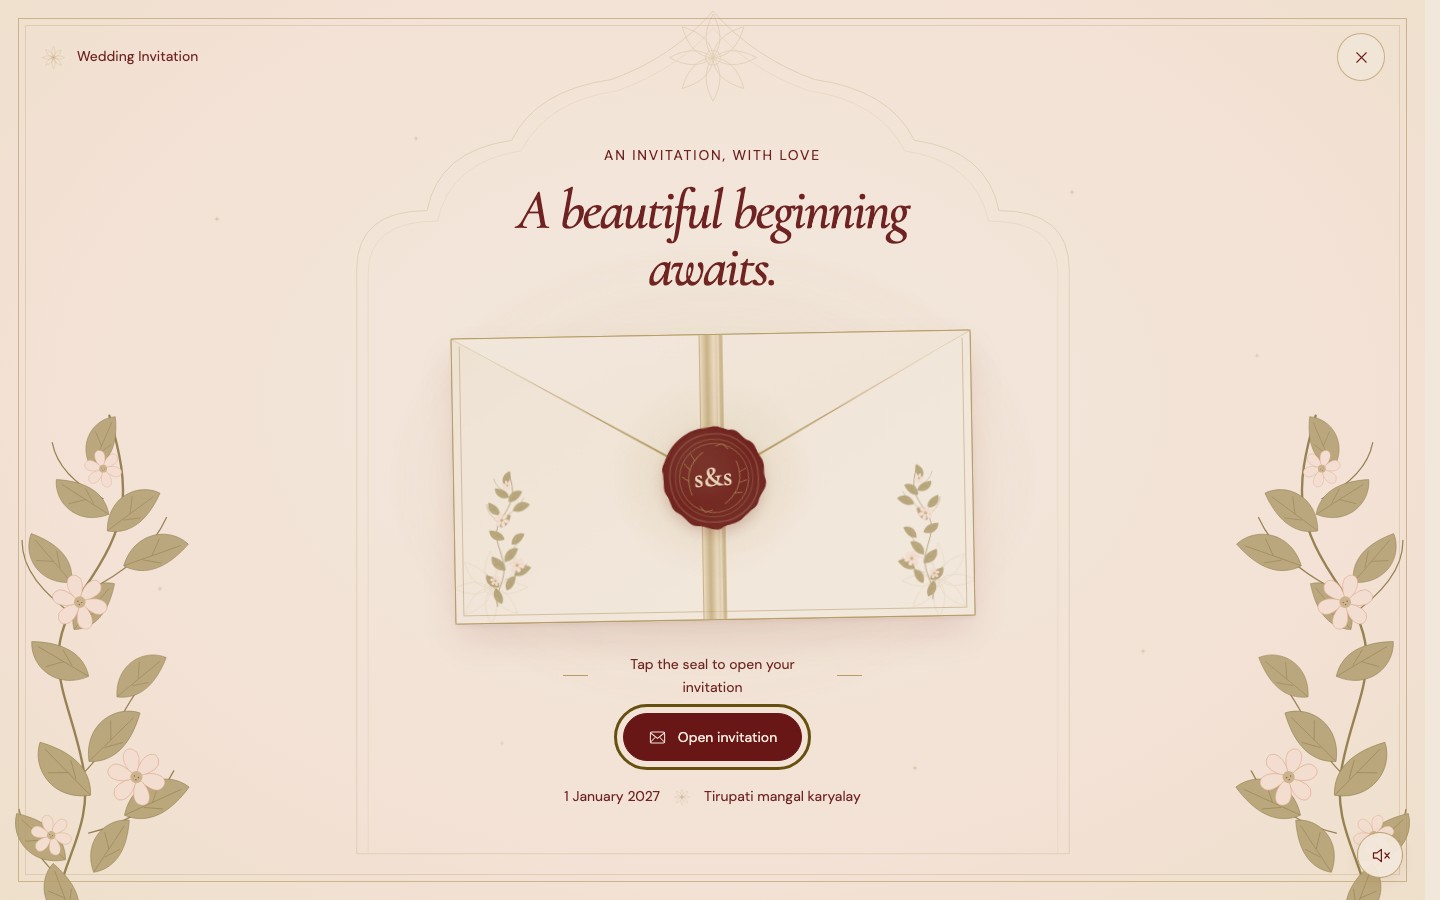 Wedding Invitation
AN INVITATION, WITH LOVE
A beautiful beginning
awaits.
s&s
Tap the seal to open your
invitation
Open invitation
1 January 2027 Tirupati mangal karyalay